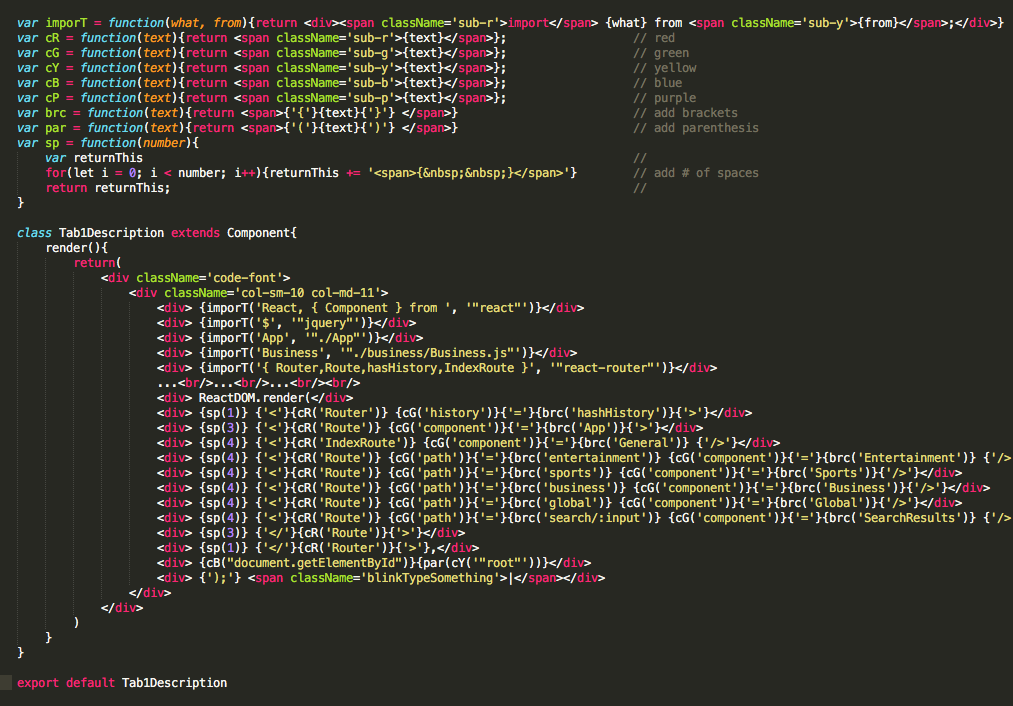 var imporT = function(what, from){return <div><span className='sub-r'>import</span> {what} from <span className='sub-y'>{from}</span>;</div>}
var cR = function(text){return <span className='sub-r'>{text}</span>}; // red
var cG = function(text){return <span className='sub-g'>{text}</span>}; // green
var cY = function(text){return <span className='sub-y'>{text}</span>}; // yellow
var cB = function(text){return <span className='sub-b'>{text}</span>}; // blue
var cP = function(text){return <span className='sub-p'>{text}</span>}; // purple
var brc = function(text){return <span>{'{'}{text}{'}'} </span>} // add brackets
var par = function(text){return <span>{'('}{text}{')'} </span>} // add parenthesis
var sp = function(number){
    var returnThis //
    for(let i = 0; i < number; i++){returnThis += '<span>{&nbsp;&nbsp;}</span>'} // add # of spaces
    return returnThis; //
}
class Tab1Description extends Component{
    render(){
        return(
            <div className='code-font'>
                <div className='col-sm-10 col-md-11'>
                    <div> {imporT('React, { Component } from ', '"react"')}</div>
                    <div> {imporT('$', '"jquery"')}</div>
                    <div> {imporT('App', '"./App"')}</div>
                    <div> {imporT('Business', '"./business/Business.js"')}</div>
                    <div> {imporT('{ Router,Route,hasHistory,IndexRoute }', '"react-router"')}</div>
                    ...<br/>...<br/>...<br/><br/>
                    <div> ReactDOM.render(</div>
                    <div> {sp(1)} {'<'}{cR('Router')} {cG('history')}{'='}{brc('hashHistory')}{'>'}</div>
                    <div> {sp(3)} {'<'}{cR('Route')} {cG('component')}{'='}{brc('App')}{'>'}</div>
                    <div> {sp(4)} {'<'}{cR('IndexRoute')} {cG('component')}{'='}{brc('General')} {'/>'}</div>
                    <div> {sp(4)} {'<'}{cR('Route')} {cG('path')}{'='}{brc('entertainment')} {cG('component')}{'='}{brc('Entertainment')} {'/>
                    <div> {sp(4)} {'<'}{cR('Route')} {cG('path')}{'='}{brc('sports')} {cG('component')}{'='}{brc('Sports')}{'/>'}</div>
                    <div> {sp(4)} {'<'}{cR('Route')} {cG('path')}{'='}{brc('business')} {cG('component')}{'='}{brc('Business')}{'/>'}</div>
                    <div> {sp(4)} {'<'}{cR('Route')} {cG('path')}{'='}{brc('global')} {cG('component')}{'='}{brc('Global')}{'/>'}</div>
                    <div> {sp(4)} {'<'}{cR('Route')} {cG('path')}{'='}{brc('search/:input')} {cG('component')}{'='}{brc('SearchResults')} {'/>
                    <div> {sp(3)} {'</'}{cR('Route')}{'>'}</div>
                    <div> {sp(1)} {'</'}{cR('Router')}{'>'},</div>
                    <div> {cB("document.getElementById")}{par(cY('"root"'))}</div>
                    <div> {');'} <span className='blinkTypeSomething'>|</span></div>
                </div>
            </div>
        )
    }
}
export default Tab1Description